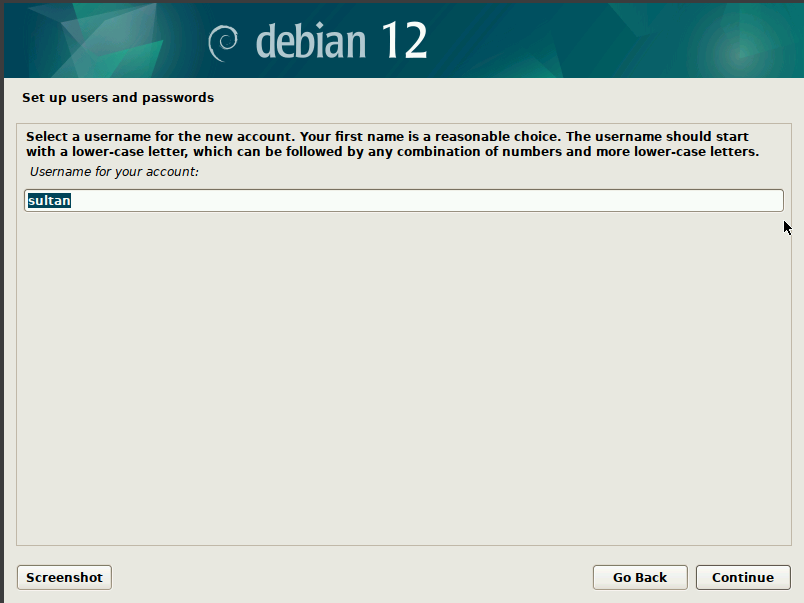 debian 12
Set up users and passwords
Select a username for the new account. Your first name is a reasonable choice. The username should start
with a lower-case letter, which can be followed by any combination of numbers and more lower-case letters.
Username for your account:
sultan
Screenshot
Go Back
Continue